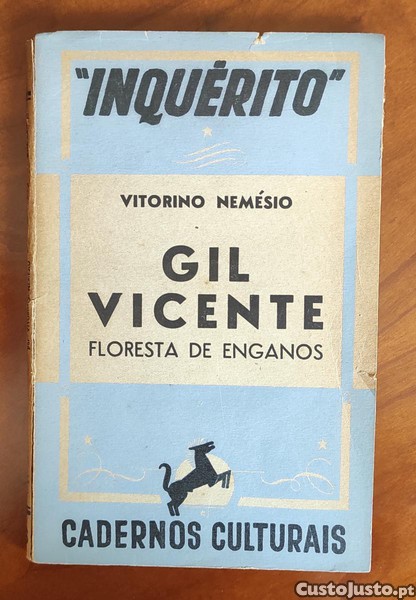 "INQUÉRITO"
VITORINO NEMÉSIO
GIL
VICENTE
FLORESTA DE ENGANOS
CADERNOS CULTURAIS
CustoJusto.pt